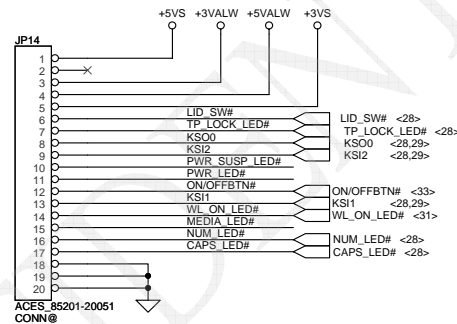 +5VS +3VALW +5VALW +3VS
JP14
1
2
3
4
5
6 LID_SW# LID_SW# <28>
7 TP_LOCK_LED# TP_LOCK_LED# <28>
8 KSO0 KSO0 <28,29>
9 KSI2 KSI2 <28,29>
10 PWR_SUSP_LED#
11 PWR_LED#
12 ON/OFFBTN# ON/OFFBTN# <33>
13 KSI1 KSI1 <28,29>
14 WL_ON_LED# WL_ON_LED# <31>
15 MEDIA_LED#
16 NUM_LED# NUM_LED# <28>
17 CAPS_LED# CAPS_LED# <28>
18
19
20
ACES_85201-20051
CONN@